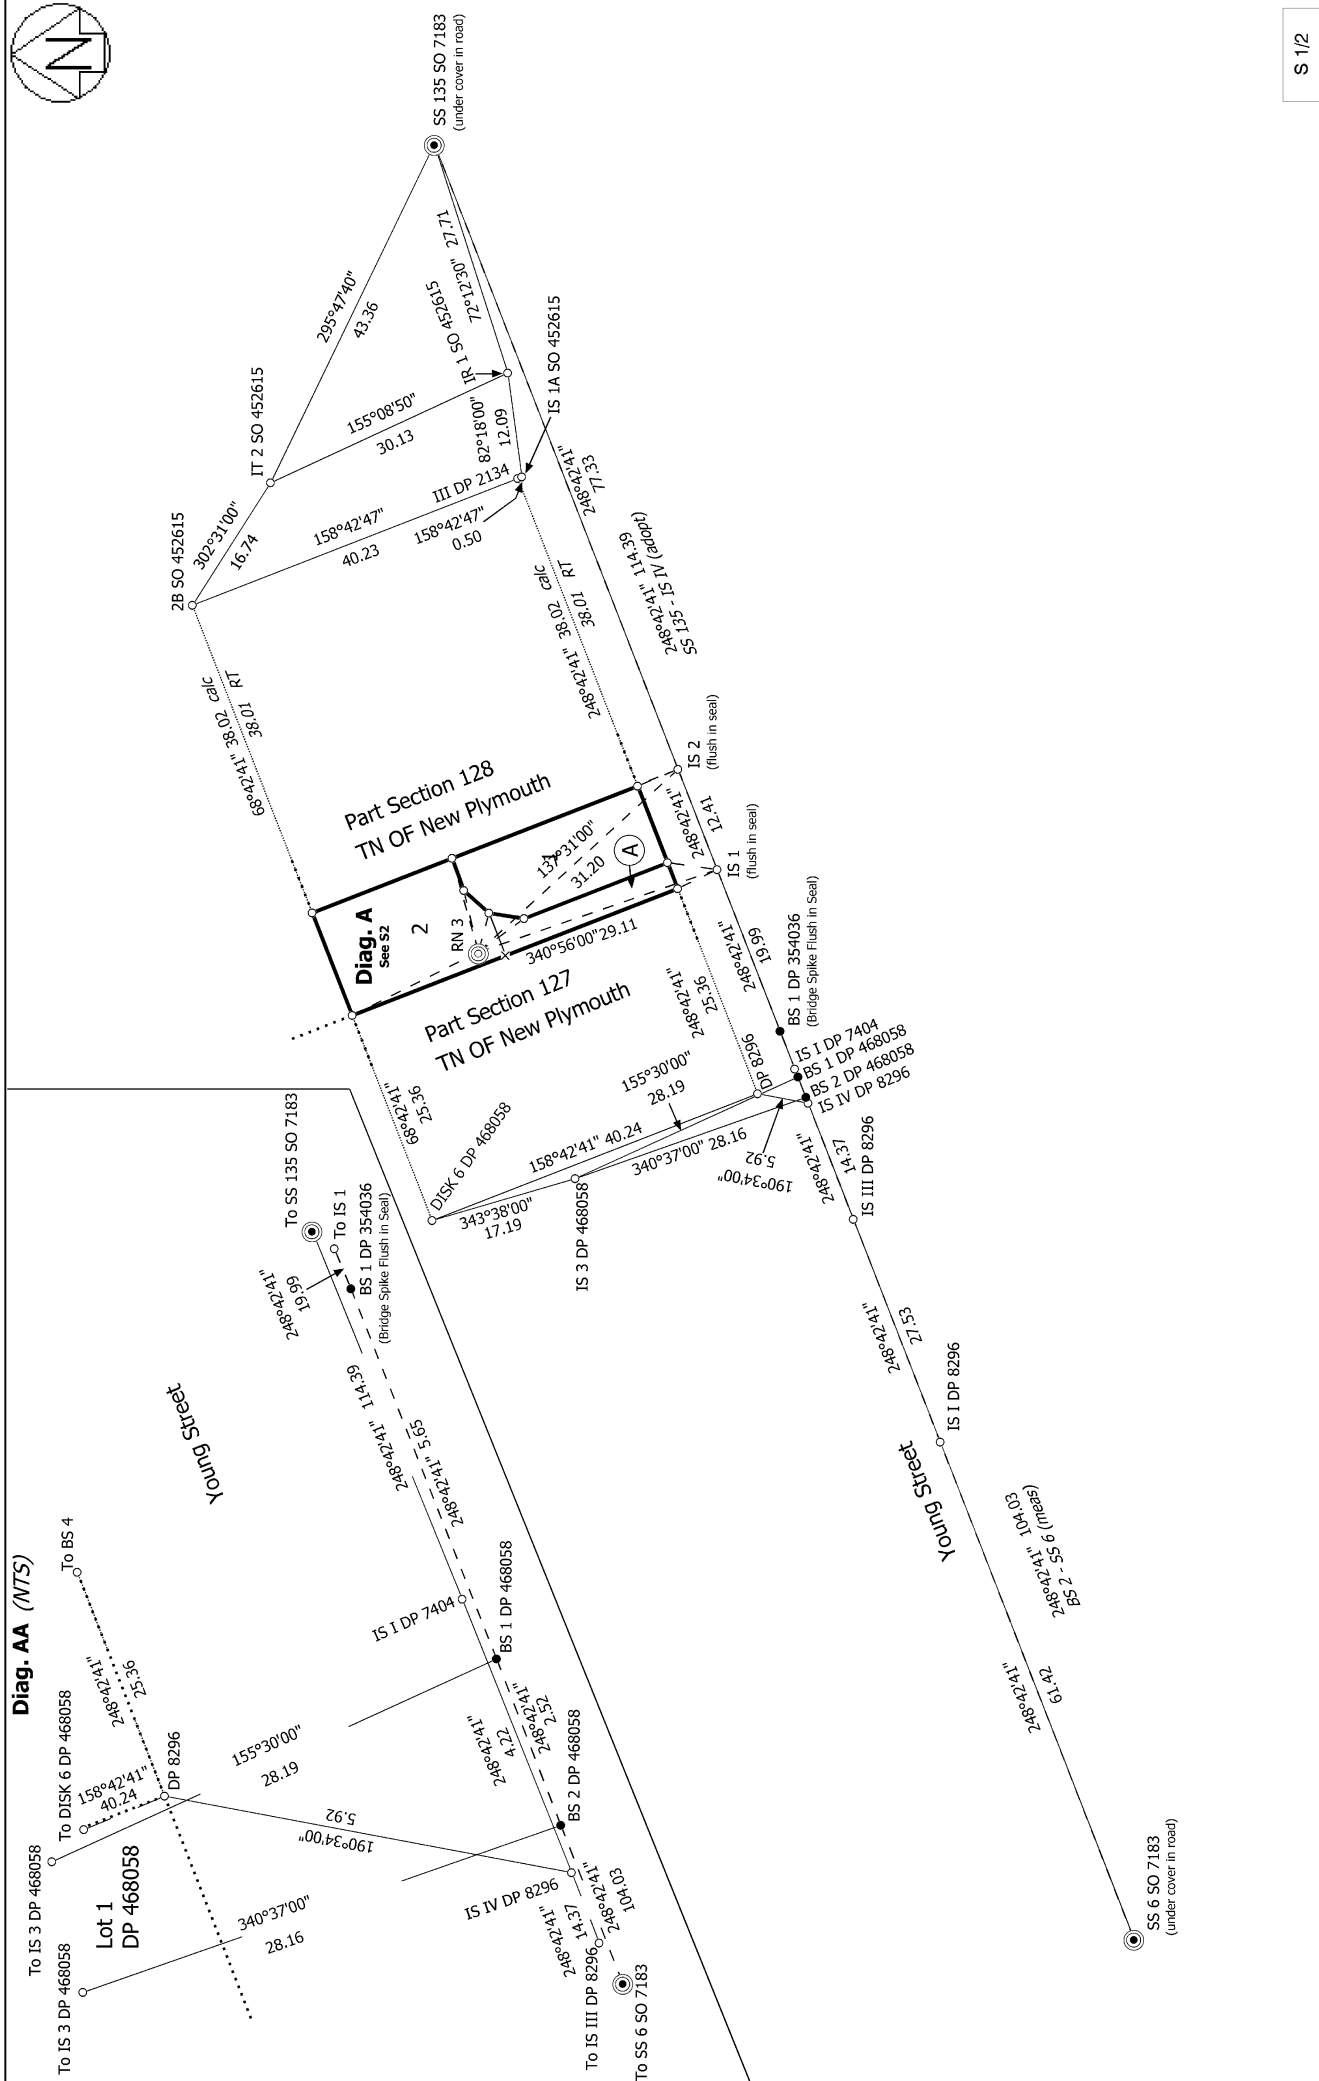 N
SS 135 SO 7183
(under cover in road)
S 1/2
295°47'40"
43.36
72°12'30" 27.71
IR 1 SO 452615
IS 1A SO 452615
IT 2 SO 452615
155°08'50"
30.13
82°18'00"
12.09
III DP 2134
302°31'00"
16.74
2B SO 452615
158°42'47"
40.23
158°42'47"
0.50
248°42'41"
77.33
248°42'41" 114.39
SS 135 - IS IV (adopt)
248°42'41" 38.02 calc
38.01 RT
68°42'41" 38.02 calc
38.01 RT
Part Section 128
TN OF New Plymouth
IS 2
(flush in seal)
248°42'41"
12.41
IS 1
(flush in seal)
1
137°31'00"
31.20
A
Diag. A
See S2
2
RN 3
340°56'00" 29.11
Part Section 127
TN OF New Plymouth
248°42'41"
19.99
BS 1 DP 354036
(Bridge Spike Flush in Seal)
248°42'41"
25.36
DP 8296
IS I DP 7404
BS 1 DP 468058
BS 2 DP 468058
IS IV DP 8296
155°30'00"
28.19
68°42'41"
25.36
DISK 6 DP 468058
158°42'41" 40.24
340°37'00" 28.16
190°34'00"
5.92
248°42'41"
14.37
IS III DP 8296
343°38'00"
17.19
IS 3 DP 468058
248°42'41"
27.53
IS I DP 8296
Young Street
248°42'41" 104.03
BS 2 - SS 6 (meas)
248°42'41"
61.42
SS 6 SO 7183
(under cover in road)
Diag. AA (NTS)
To SS 135 SO 7183
To IS 1
BS 1 DP 354036
(Bridge Spike Flush in Seal)
248°42'41"
19.99
Young Street
248°42'41" 114.39
248°42'41" 5.65
To BS 4
IS I DP 7404
BS 1 DP 468058
248°42'41"
25.36
To DISK 6 DP 468058
158°42'41"
40.24
DP 8296
155°30'00"
28.19
248°42'41"
4.22
248°42'41"
2.52
BS 2 DP 468058
To IS 3 DP 468058
190°34'00"
5.92
Lot 1
DP 468058
IS IV DP 8296
340°37'00"
28.16
To IS 3 DP 468058
248°42'41"
14.37
248°42'41"
104.03
To IS III DP 8296
To SS 6 SO 7183